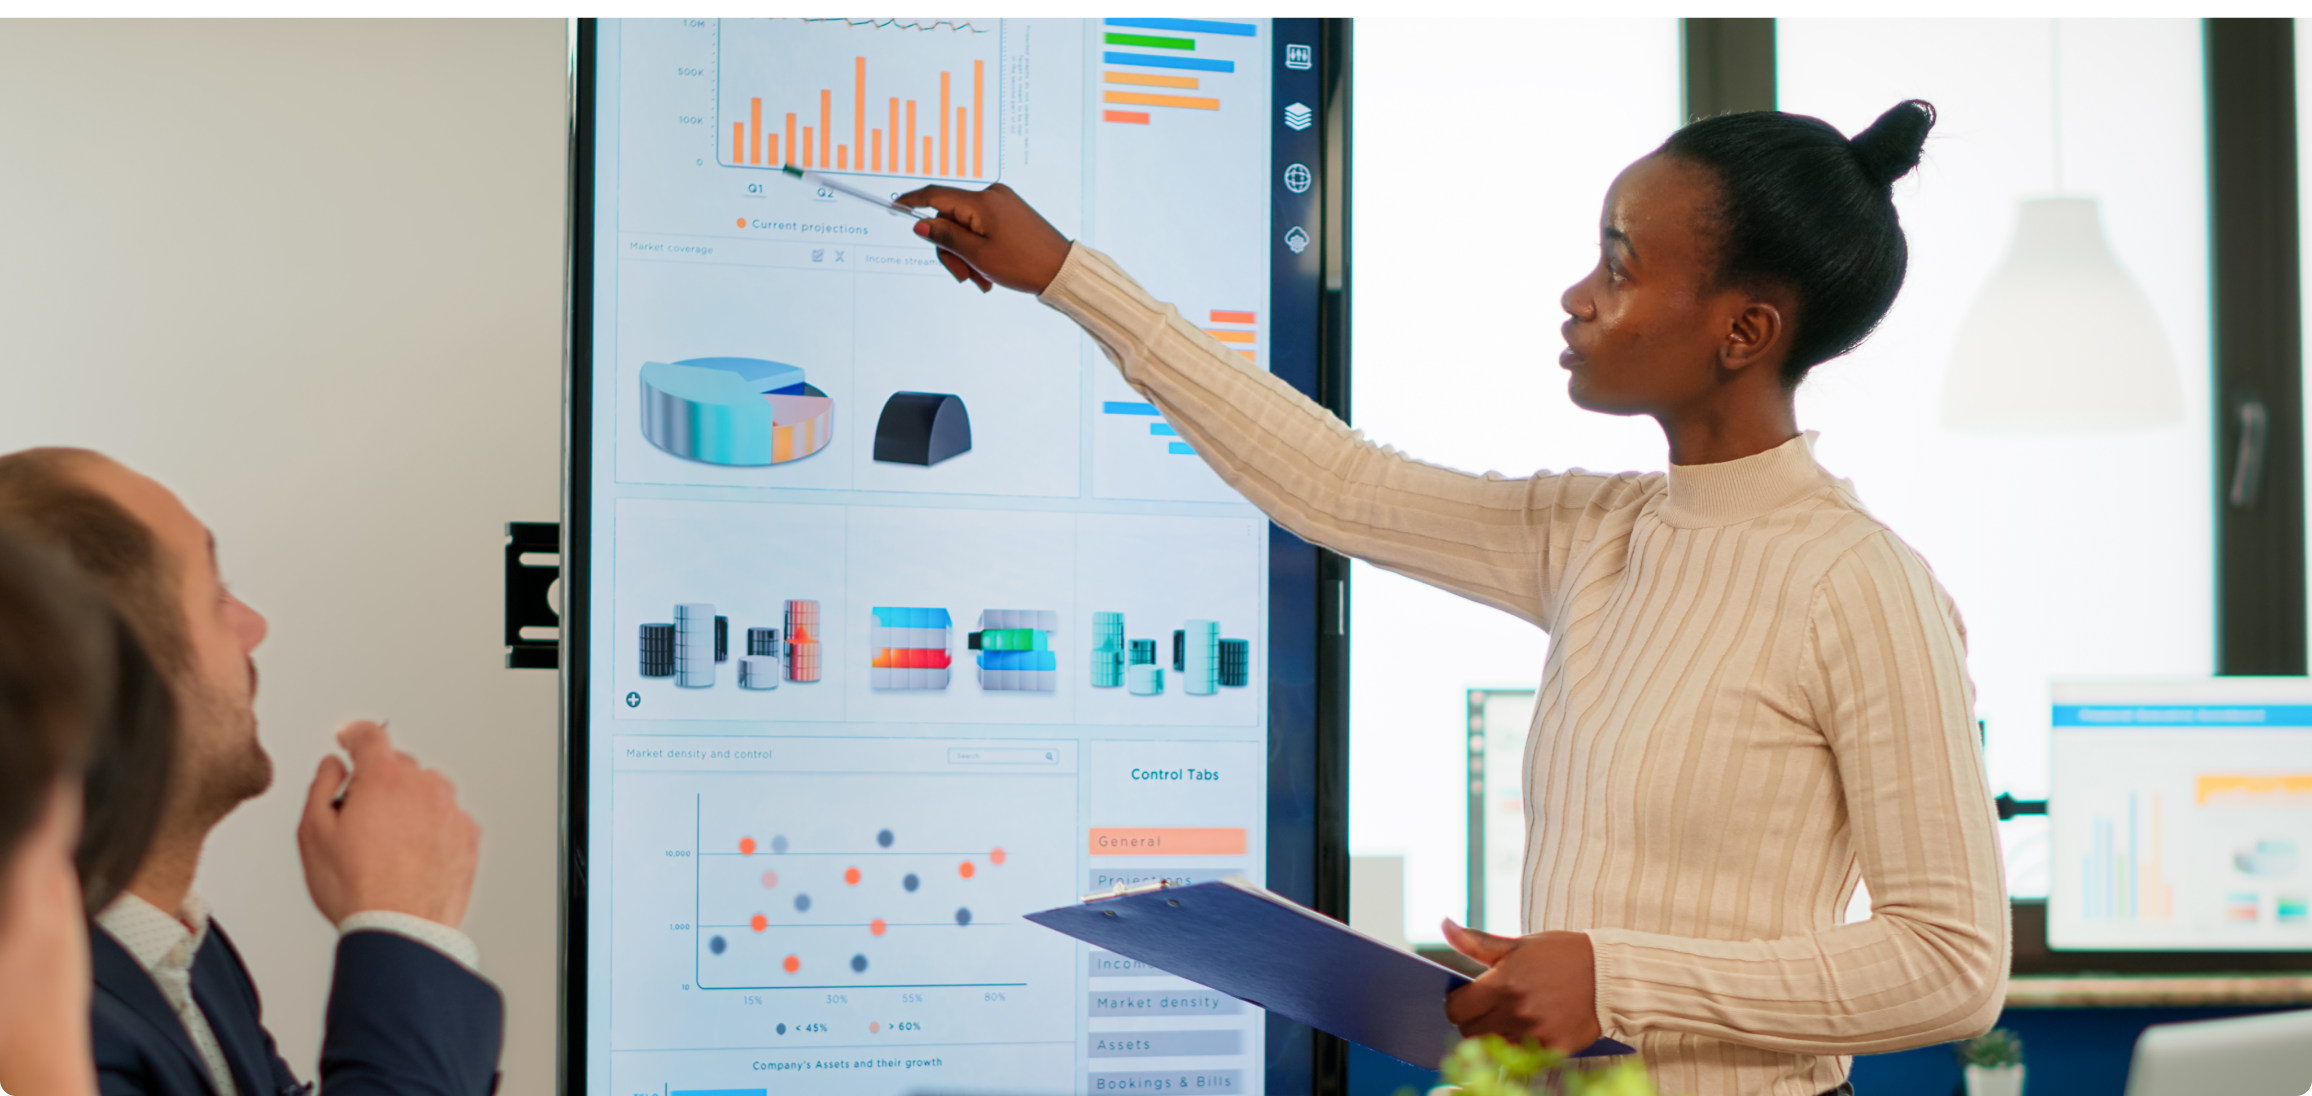 1.0M
500K
100K
0
Q1
Q2
Current projections
Market coverage
Income stream
Market density and control
Search
10,000
1,000
10
15%
30%
55%
80%
< 45%
> 60%
Company's Assets and their growth
Control Tabs
General
Projections
Market density
Assets
Bookings & Bills